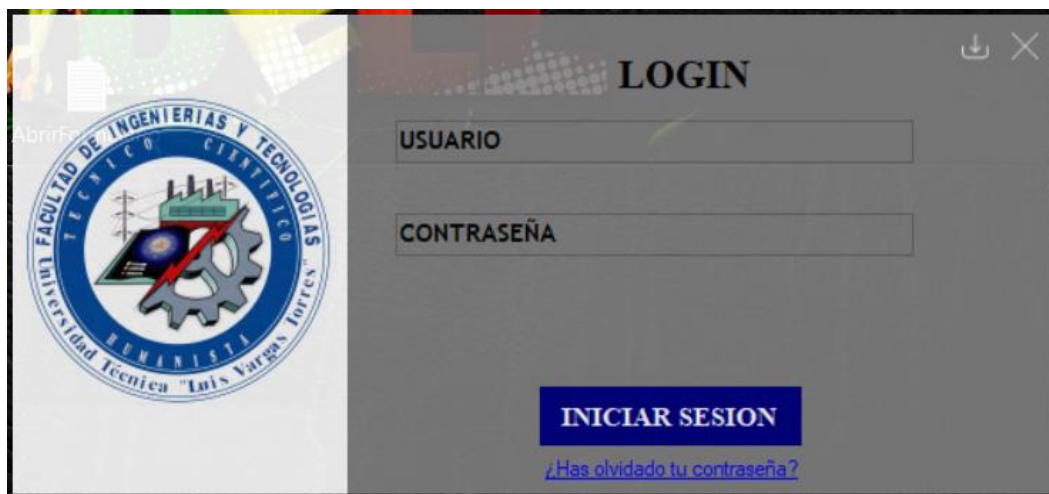 LOGIN
USUARIO
CONTRASEÑA
INICIAR SESION
¿Has olvidado tu contraseña?
FACULTAD DE INGENIERIAS Y TECNOLOGIAS
TECNICO CIENTIFICO
HUMANISTA
Universidad Técnica "Luis Vargas Torres"